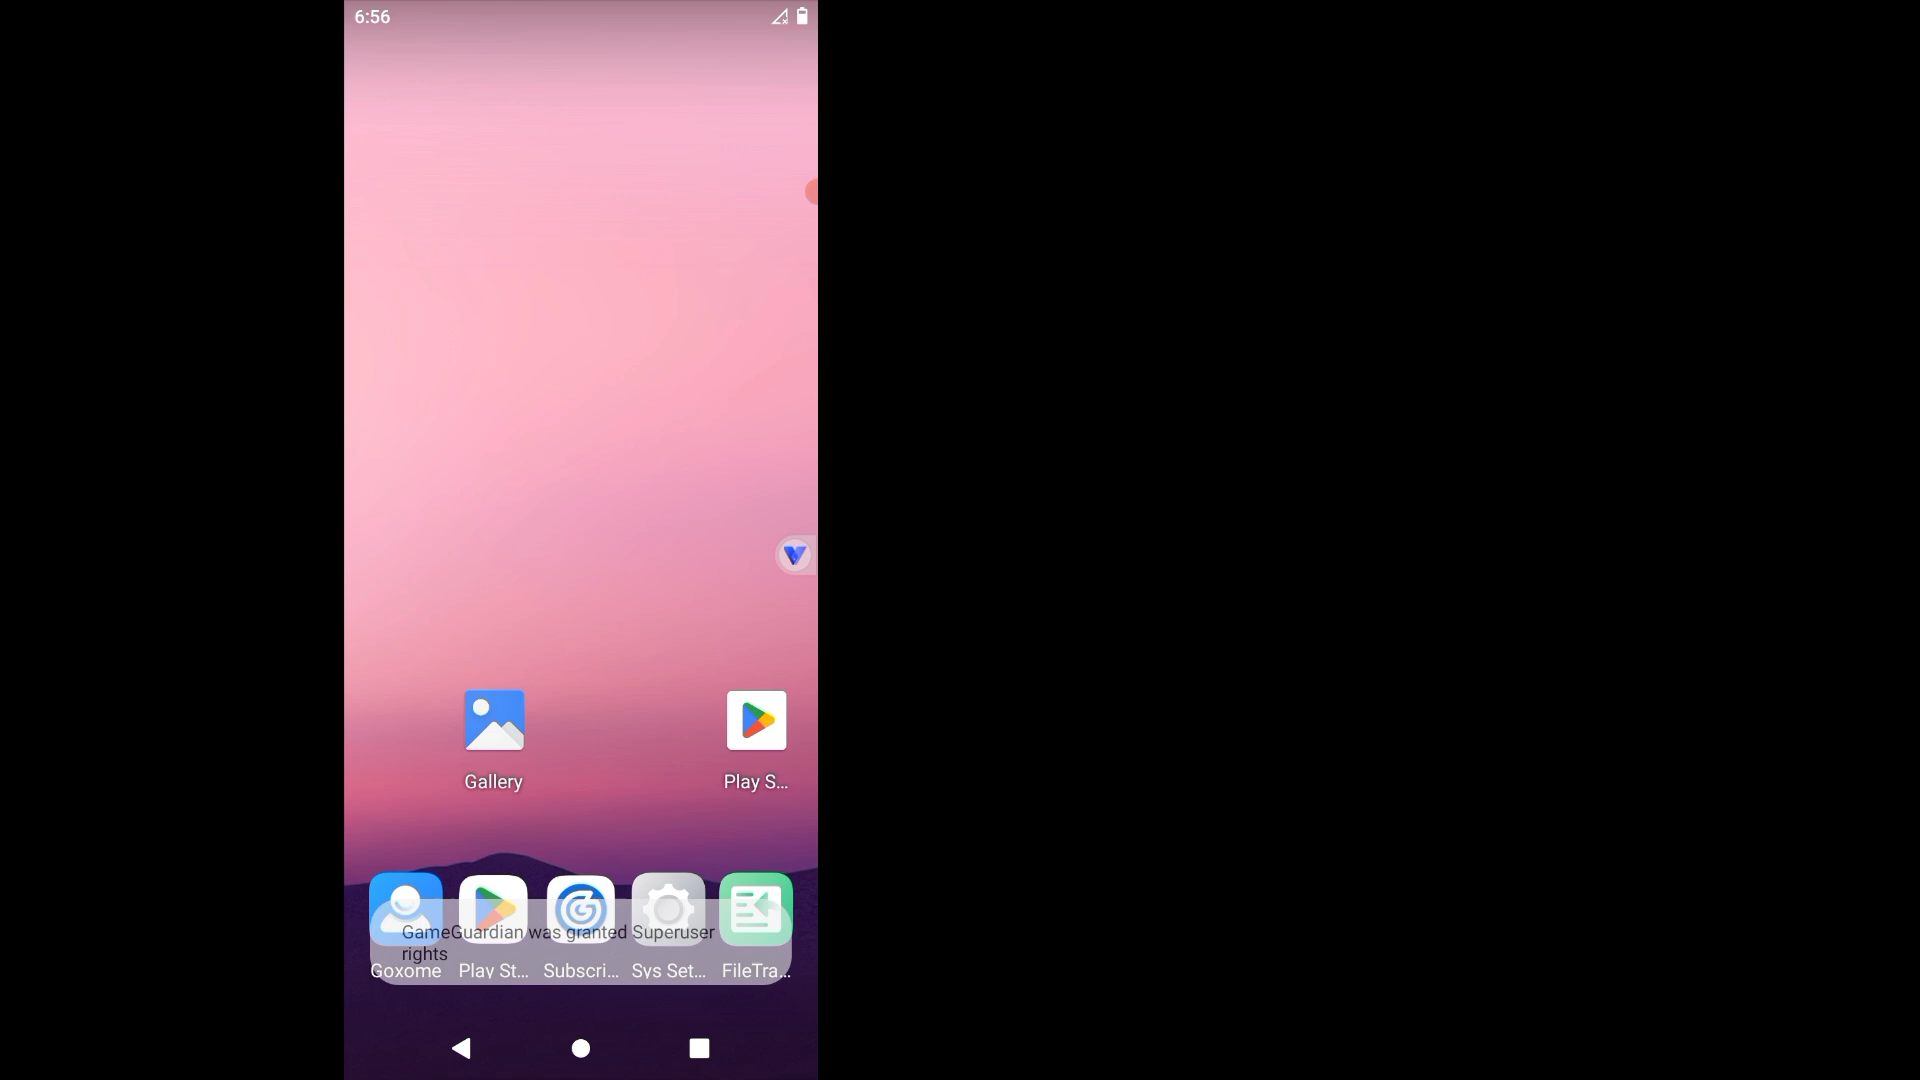 6:56
Gallery
Play S...
GameGuardian was granted Superuser
rights
Goxome
Play St...
Subscri...
Sys Set...
FileTra...